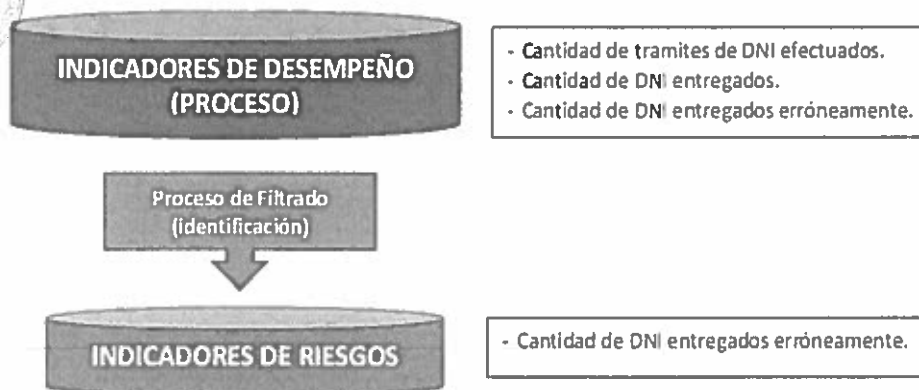 INDICADORES DE DESEMPEÑO
(PROCESO)
- Cantidad de tramites de DNI efectuados.
- Cantidad de DNI entregados.
- Cantidad de DNI entregados erróneamente.
Proceso de Filtrado
(identificación)
INDICADORES DE RIESGOS
- Cantidad de DNI entregados erróneamente.